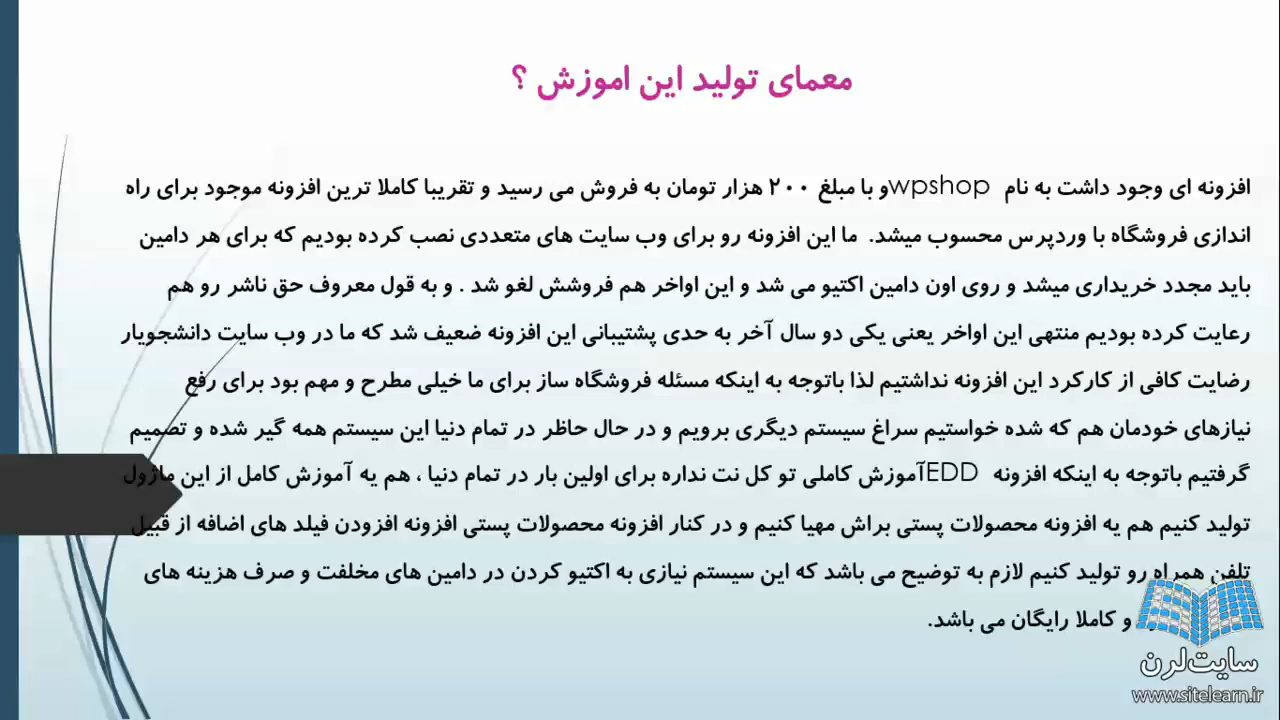 معمای تولید این اموزش ؟
افزونه ای وجود داشت به نام wpshop و با مبلغ ۲۰۰ هزار تومان به فروش می رسید و تقریبا کاملا ترین افزونه موجود برای راه
اندازی فروشگاه با وردپرس محسوب میشد. ما این افزونه رو برای وب سایت های متعددی نصب کرده بودیم که برای هر دامین
باید مجدد خریداری میشد و روی اون دامین اکتیو می شد و این اواخر هم فروشش لغو شد . و به قول معروف حق ناشر رو هم
رعایت کرده بودیم منتهی این اواخر یعنی یکی دو سال آخر به حدی پشتیبانی این افزونه ضعیف شد که ما در وب سایت دانشجویار
رضایت کافی از کارکرد این افزونه نداشتیم لذا باتوجه به اینکه مسئله فروشگاه ساز برای ما خیلی مطرح و مهم بود برای رفع
نیازهای خودمان هم که شده خواستیم سراغ سیستم دیگری برویم و در حال حاظر در تمام دنیا این سیستم همه گیر شده و تصمیم
گرفتیم باتوجه به اینکه افزونه EDD آموزش کاملی تو کل نت نداره برای اولین بار در تمام دنیا ، هم یه آموزش کامل از این ماژول
تولید کنیم هم یه افزونه محصولات پستی براش مهیا کنیم و در کنار افزونه محصولات پستی افزونه افزودن فیلد های اضافه از قبیل
تلفن همراه رو تولید کنیم لازم به توضیح می باشد که این سیستم نیازی به اکتیو کردن در دامین های مخلفت و صرف هزینه های
و کاملا رایگان می باشد.
سایت‌لرن
www.sitelearn.ir